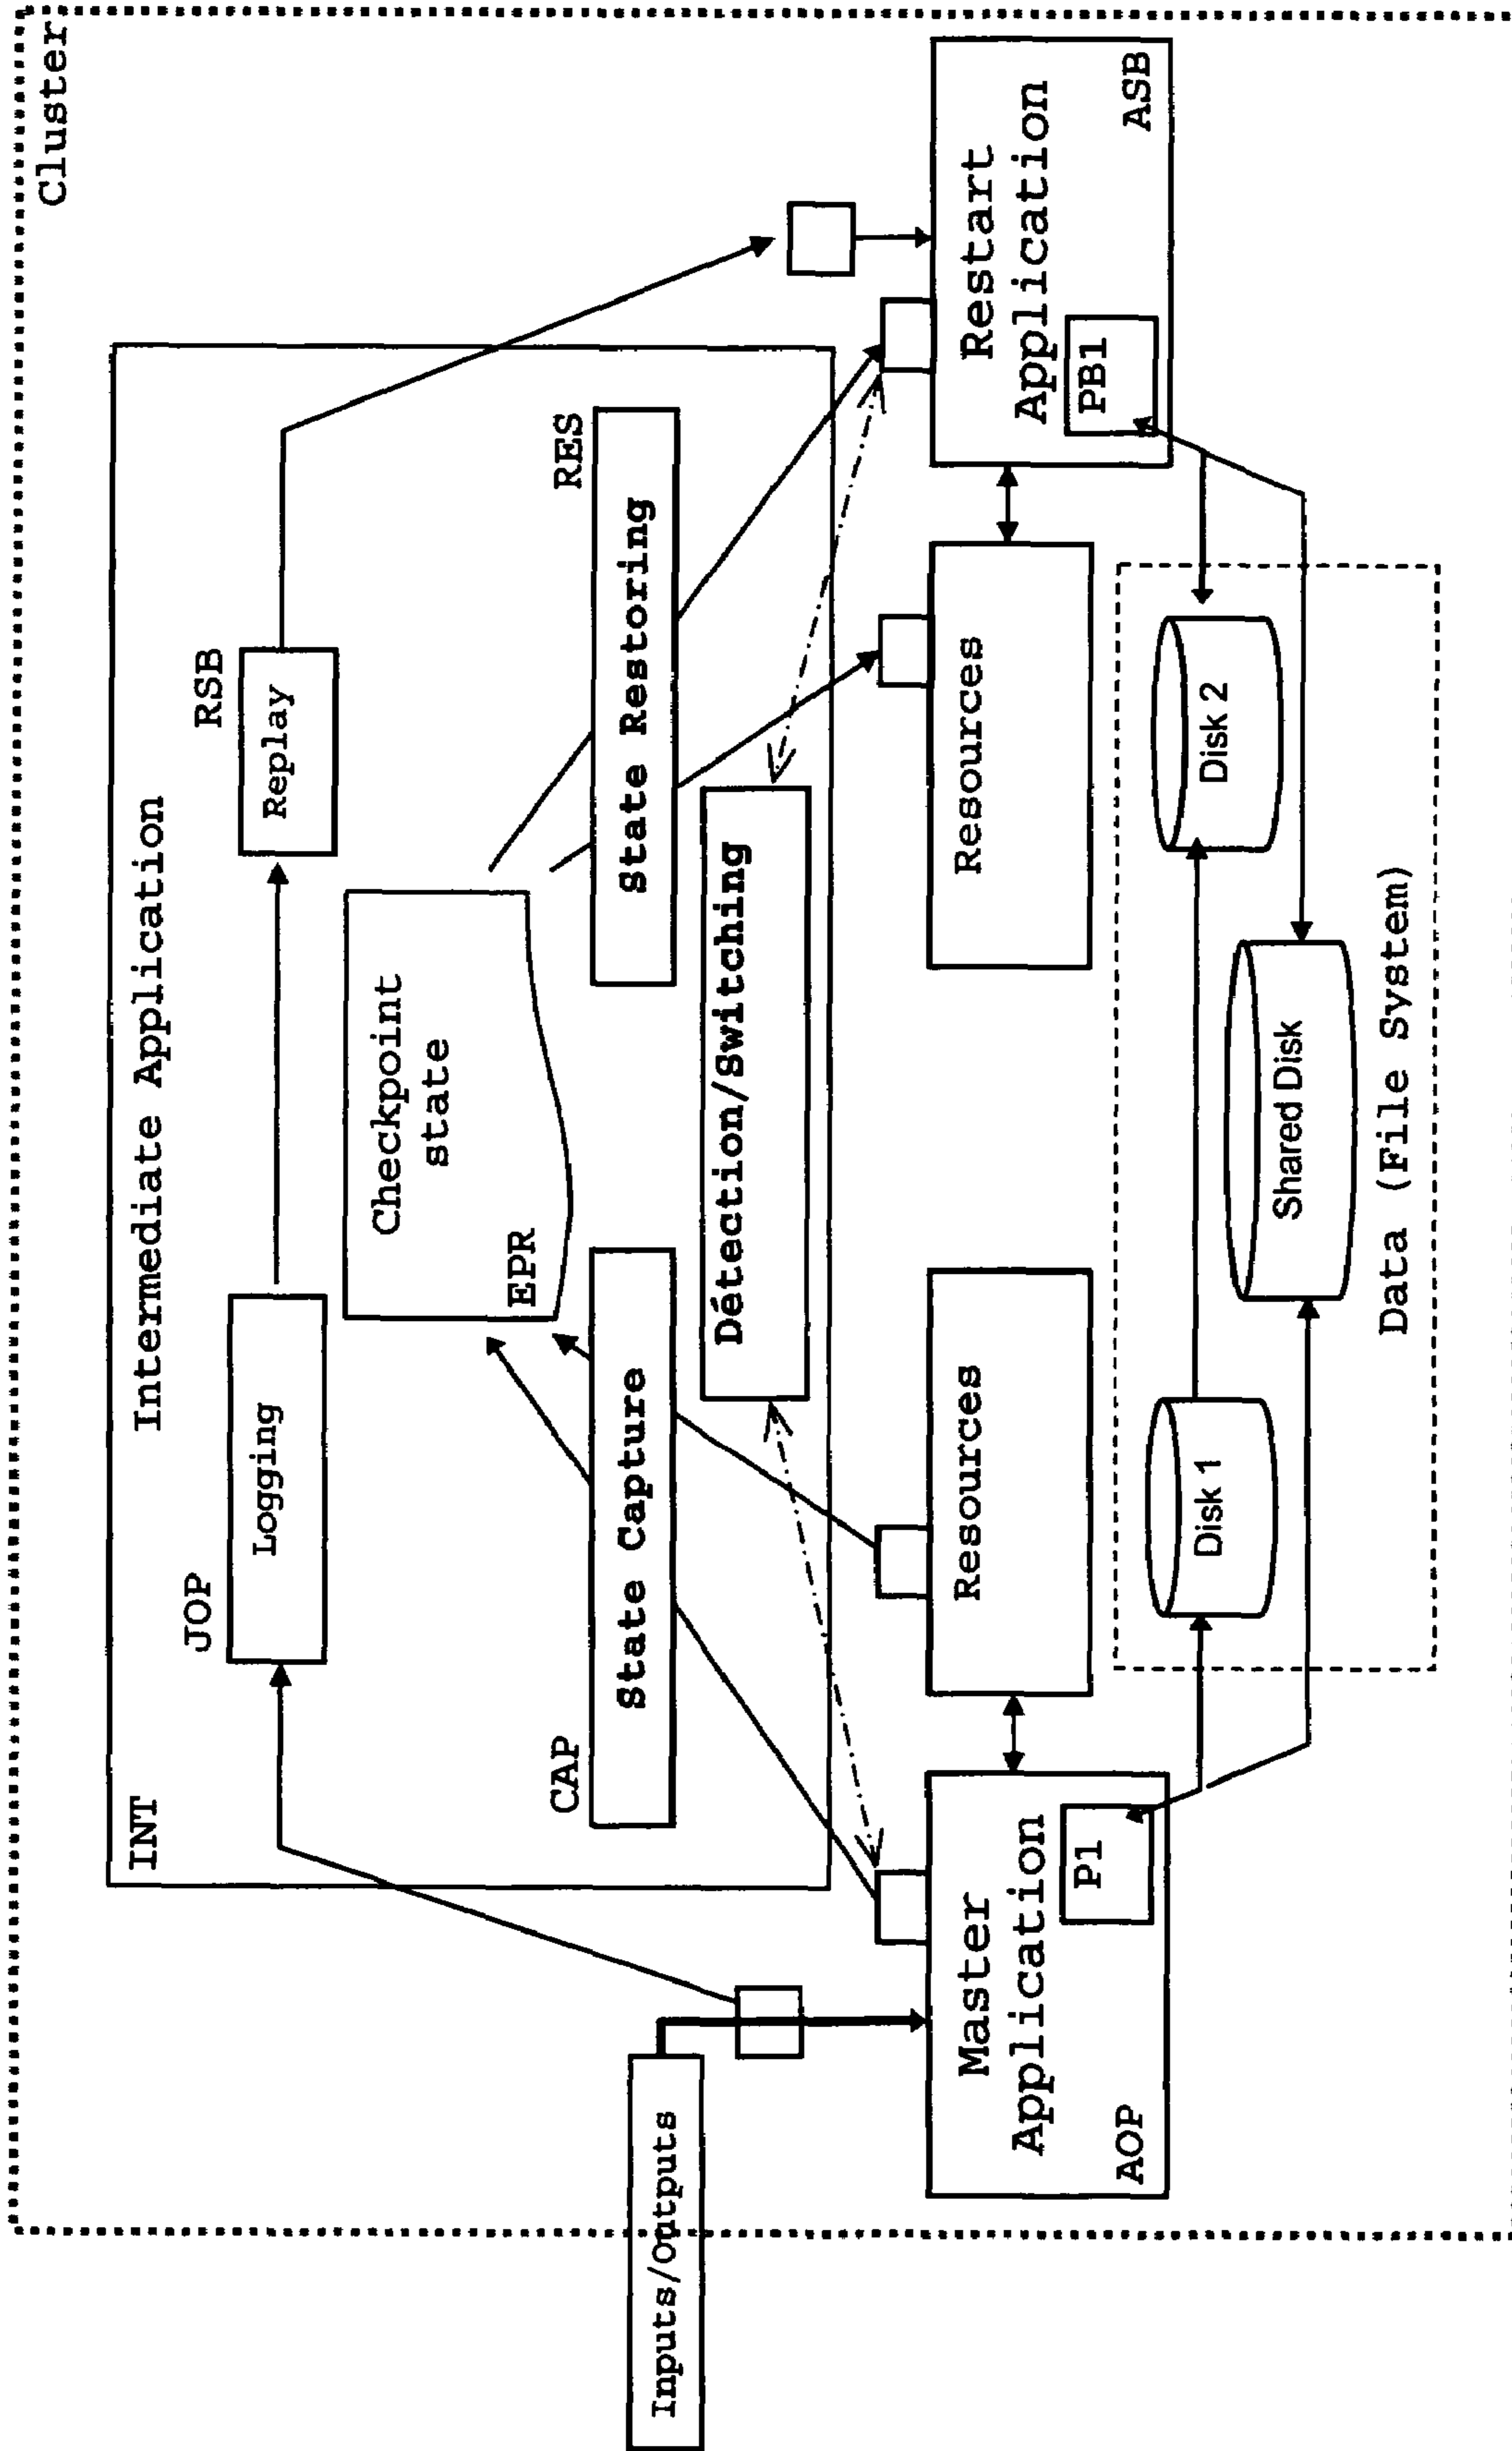 Cluster
INT
Intermediate Application
JOP
RSB
Logging
Replay
Checkpoint
state
EPR
CAP
RES
State Capture
State Restoring
Détection/Switching
Inputs/Outputs
Master
Application
AOP
P1
Resources
Resources
Restart
Application
PB1
ASB
Disk 1
Disk 2
Shared Disk
Data (File System)